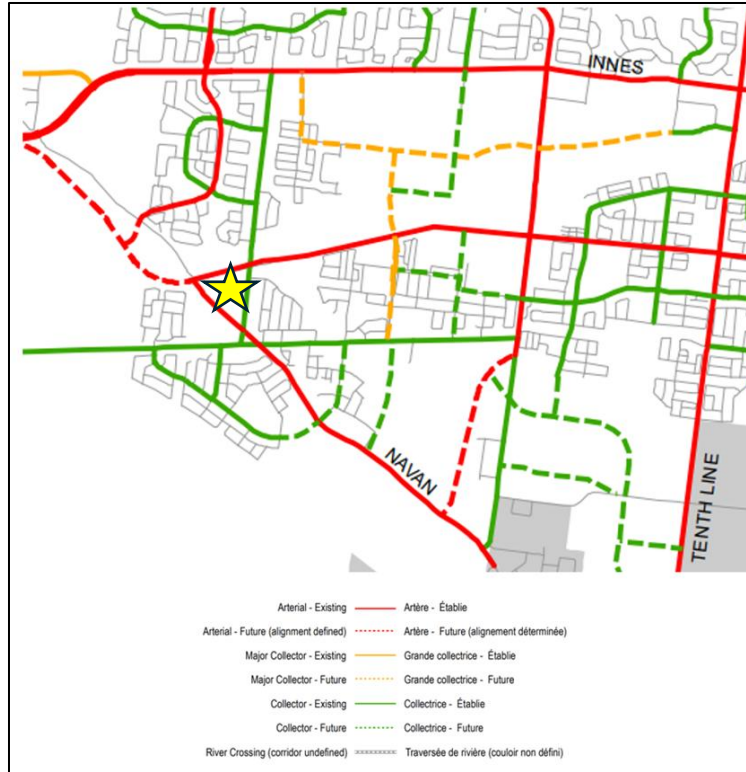 INNES
NAVAN
TENTH LINE
Arterial - Existing Artère - Établie
Arterial - Future (alignment defined) Artère - Future (alignement déterminée)
Major Collector - Existing Grande collectrice - Établie
Major Collector - Future Grande collectrice - Future
Collector - Existing Collectrice - Établie
Collector - Future Collectrice - Future
River Crossing (corridor undefined) Traversée de rivière (couloir non défini)